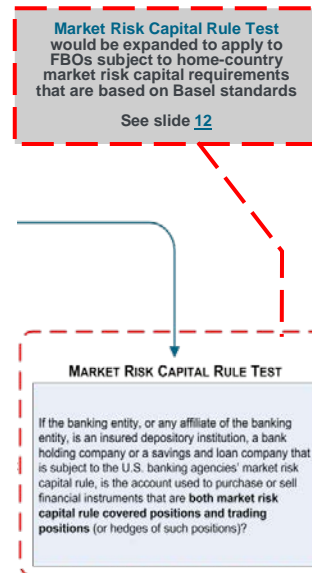 Market Risk Capital Rule Test
would be expanded to apply to
FBOs subject to home-country
market risk capital requirements
that are based on Basel standards
See slide 12
MARKET RISK CAPITAL RULE TEST
If the banking entity, or any affiliate of the banking
entity, is an insured depository institution, a bank
holding company or a savings and loan company that
is subject to the U.S. banking agencies' market risk
capital rule, is the account used to purchase or sell
financial instruments that are both market risk
capital rule covered positions and trading
positions (or hedges of such positions)?